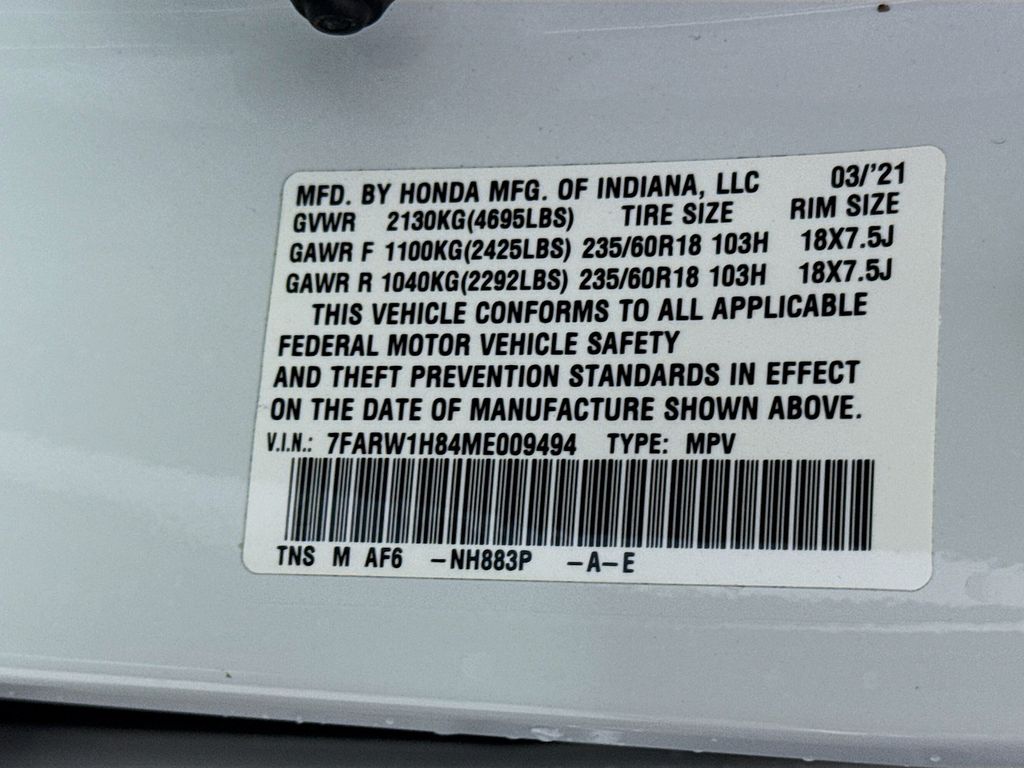 MFD. BY HONDA MFG. OF INDIANA, LLC 03/'21
GVWR 2130KG(4695LBS) TIRE SIZE RIM SIZE
GAWR F 1100KG(2425LBS) 235/60R18 103H 18X7.5J
GAWR R 1040KG(2292LBS) 235/60R18 103H 18X7.5J
THIS VEHICLE CONFORMS TO ALL APPLICABLE
FEDERAL MOTOR VEHICLE SAFETY
AND THEFT PREVENTION STANDARDS IN EFFECT
ON THE DATE OF MANUFACTURE SHOWN ABOVE.
V.I.N.: 7FARW1H84ME009494 TYPE: MPV
TNS M AF6 -NH883P -A-E